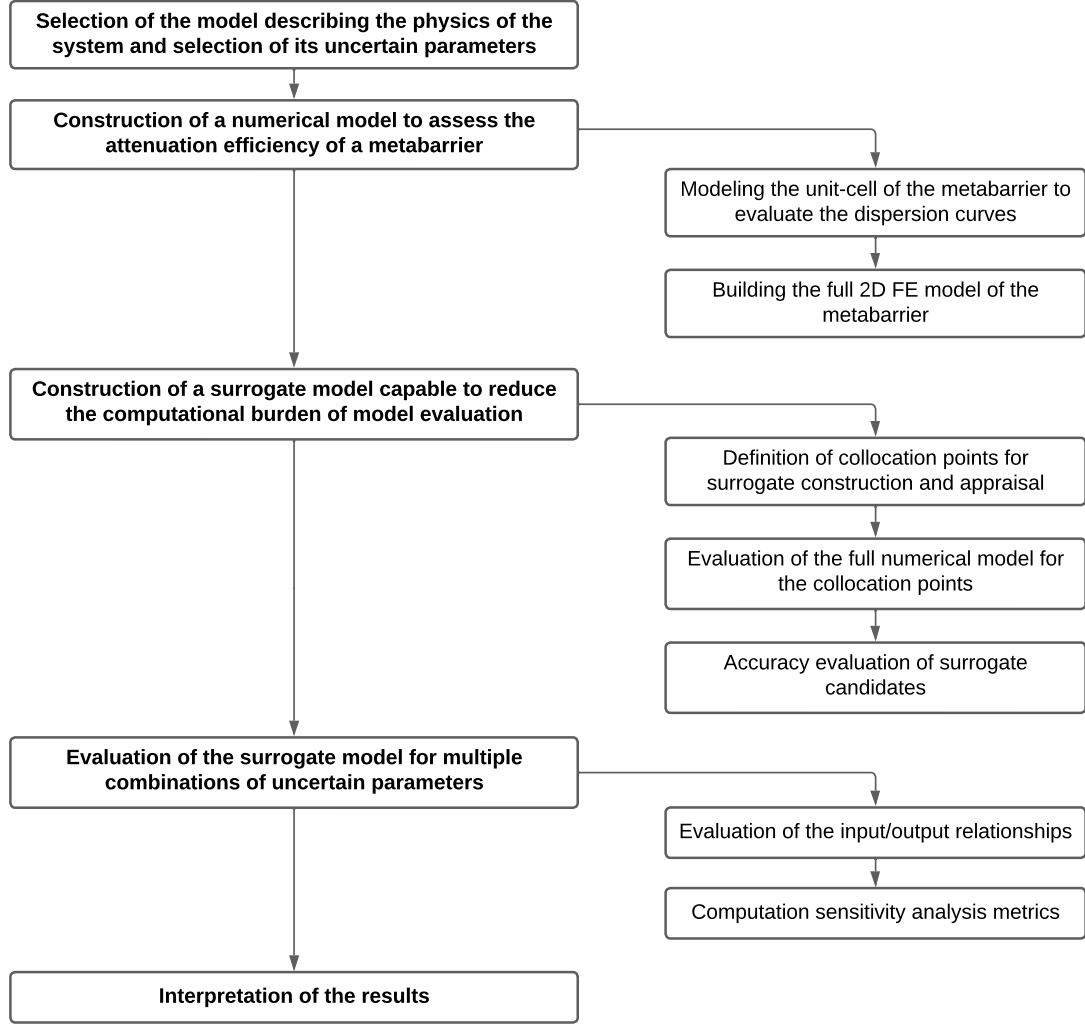 Selection of the model describing the physics of the
system and selection of its uncertain parameters
Construction of a numerical model to assess the
attenuation efficiency of a metabarrier
Modeling the unit-cell of the metabarrier to
evaluate the dispersion curves
Building the full 2D FE model of the
metabarrier
Construction of a surrogate model capable to reduce
the computational burden of model evaluation
Definition of collocation points for
surrogate construction and appraisal
Evaluation of the full numerical model for
the collocation points
Accuracy evaluation of surrogate
candidates
Evaluation of the surrogate model for multiple
combinations of uncertain parameters
Evaluation of the input/output relationships
Computation sensitivity analysis metrics
Interpretation of the results